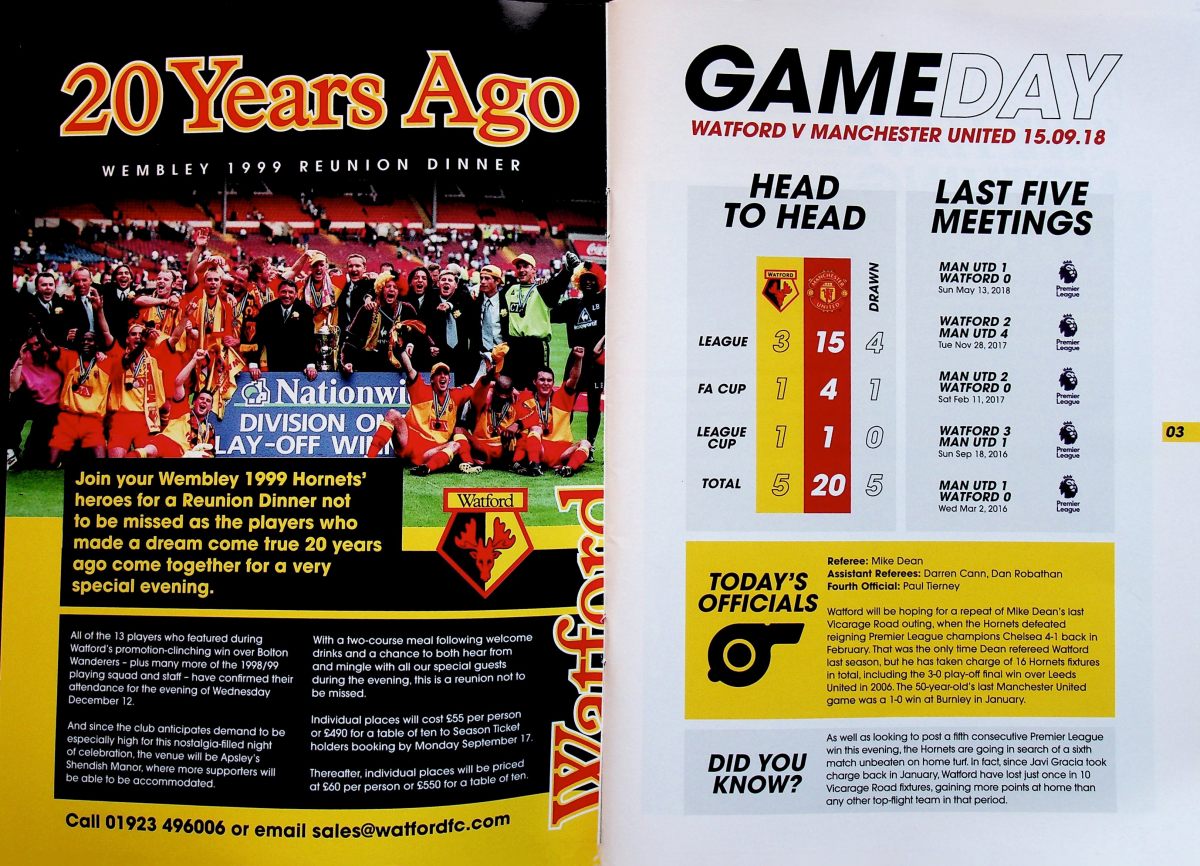 20 Years Ago
WEMBLEY 1999 REUNION DINNER
Nationwi
DIVISION ON
LAY-OFF WINN
Join your Wembley 1999 Hornets'
heroes for a Reunion Dinner not
to be missed as the players who
made a dream come true 20 years
ago come together for a very
special evening.
Watford
Watford
All of the 13 players who featured during
Watford's promotion-clinching win over Bolton
Wanderers – plus many more of the 1998/99
playing squad and staff – have confirmed their
attendance for the evening of Wednesday
December 12.
And since the club anticipates demand to be
especially high for this nostalgia-filled night
of celebration, the venue will be Apsley's
Shendish Manor, where more supporters will
be able to be accommodated.
With a two-course meal following welcome
drinks and a chance to both hear from
and mingle with all our special guests
during the evening, this is a reunion not to
be missed.
Individual places will cost £55 per person
or £490 for a table of ten to Season Ticket
holders booking by Monday September 17.
Thereafter, individual places will be priced
at £60 per person or £550 for a table of ten.
Call 01923 496006 or email sales@watfordfc.com
GAMEDAY
WATFORD V MANCHESTER UNITED 15.09.18
HEAD
TO HEAD
WATFORD
MANCHESTER
UNITED
DRAWN
LEAGUE 3 15 4
FA CUP 1 4 1
LEAGUE
CUP 1 1 0
TOTAL 5 20 5
LAST FIVE
MEETINGS
MAN UTD 1
WATFORD 0
Sun May 13, 2018
Premier
League
WATFORD 2
MAN UTD 4
Tue Nov 28, 2017
Premier
League
MAN UTD 2
WATFORD 0
Sat Feb 11, 2017
Premier
League
WATFORD 3
MAN UTD 1
Sun Sep 18, 2016
Premier
League
MAN UTD 1
WATFORD 0
Wed Mar 2, 2016
Premier
League
03
TODAY'S
OFFICIALS
Referee: Mike Dean
Assistant Referees: Darren Cann, Dan Robathan
Fourth Official: Paul Tierney
Watford will be hoping for a repeat of Mike Dean's last
Vicarage Road outing, when the Hornets defeated
reigning Premier League champions Chelsea 4-1 back in
February. That was the only time Dean refereed Watford
last season, but he has taken charge of 16 Hornets fixtures
in total, including the 3-0 play-off final win over Leeds
United in 2006. The 50-year-old's last Manchester United
game was a 1-0 win at Burnley in January.
DID YOU
KNOW?
As well as looking to post a fifth consecutive Premier League
win this evening, the Hornets are going in search of a sixth
match unbeaten on home turf. In fact, since Javi Gracia took
charge back in January, Watford have lost just once in 10
Vicarage Road fixtures, gaining more points at home than
any other top-flight team in that period.